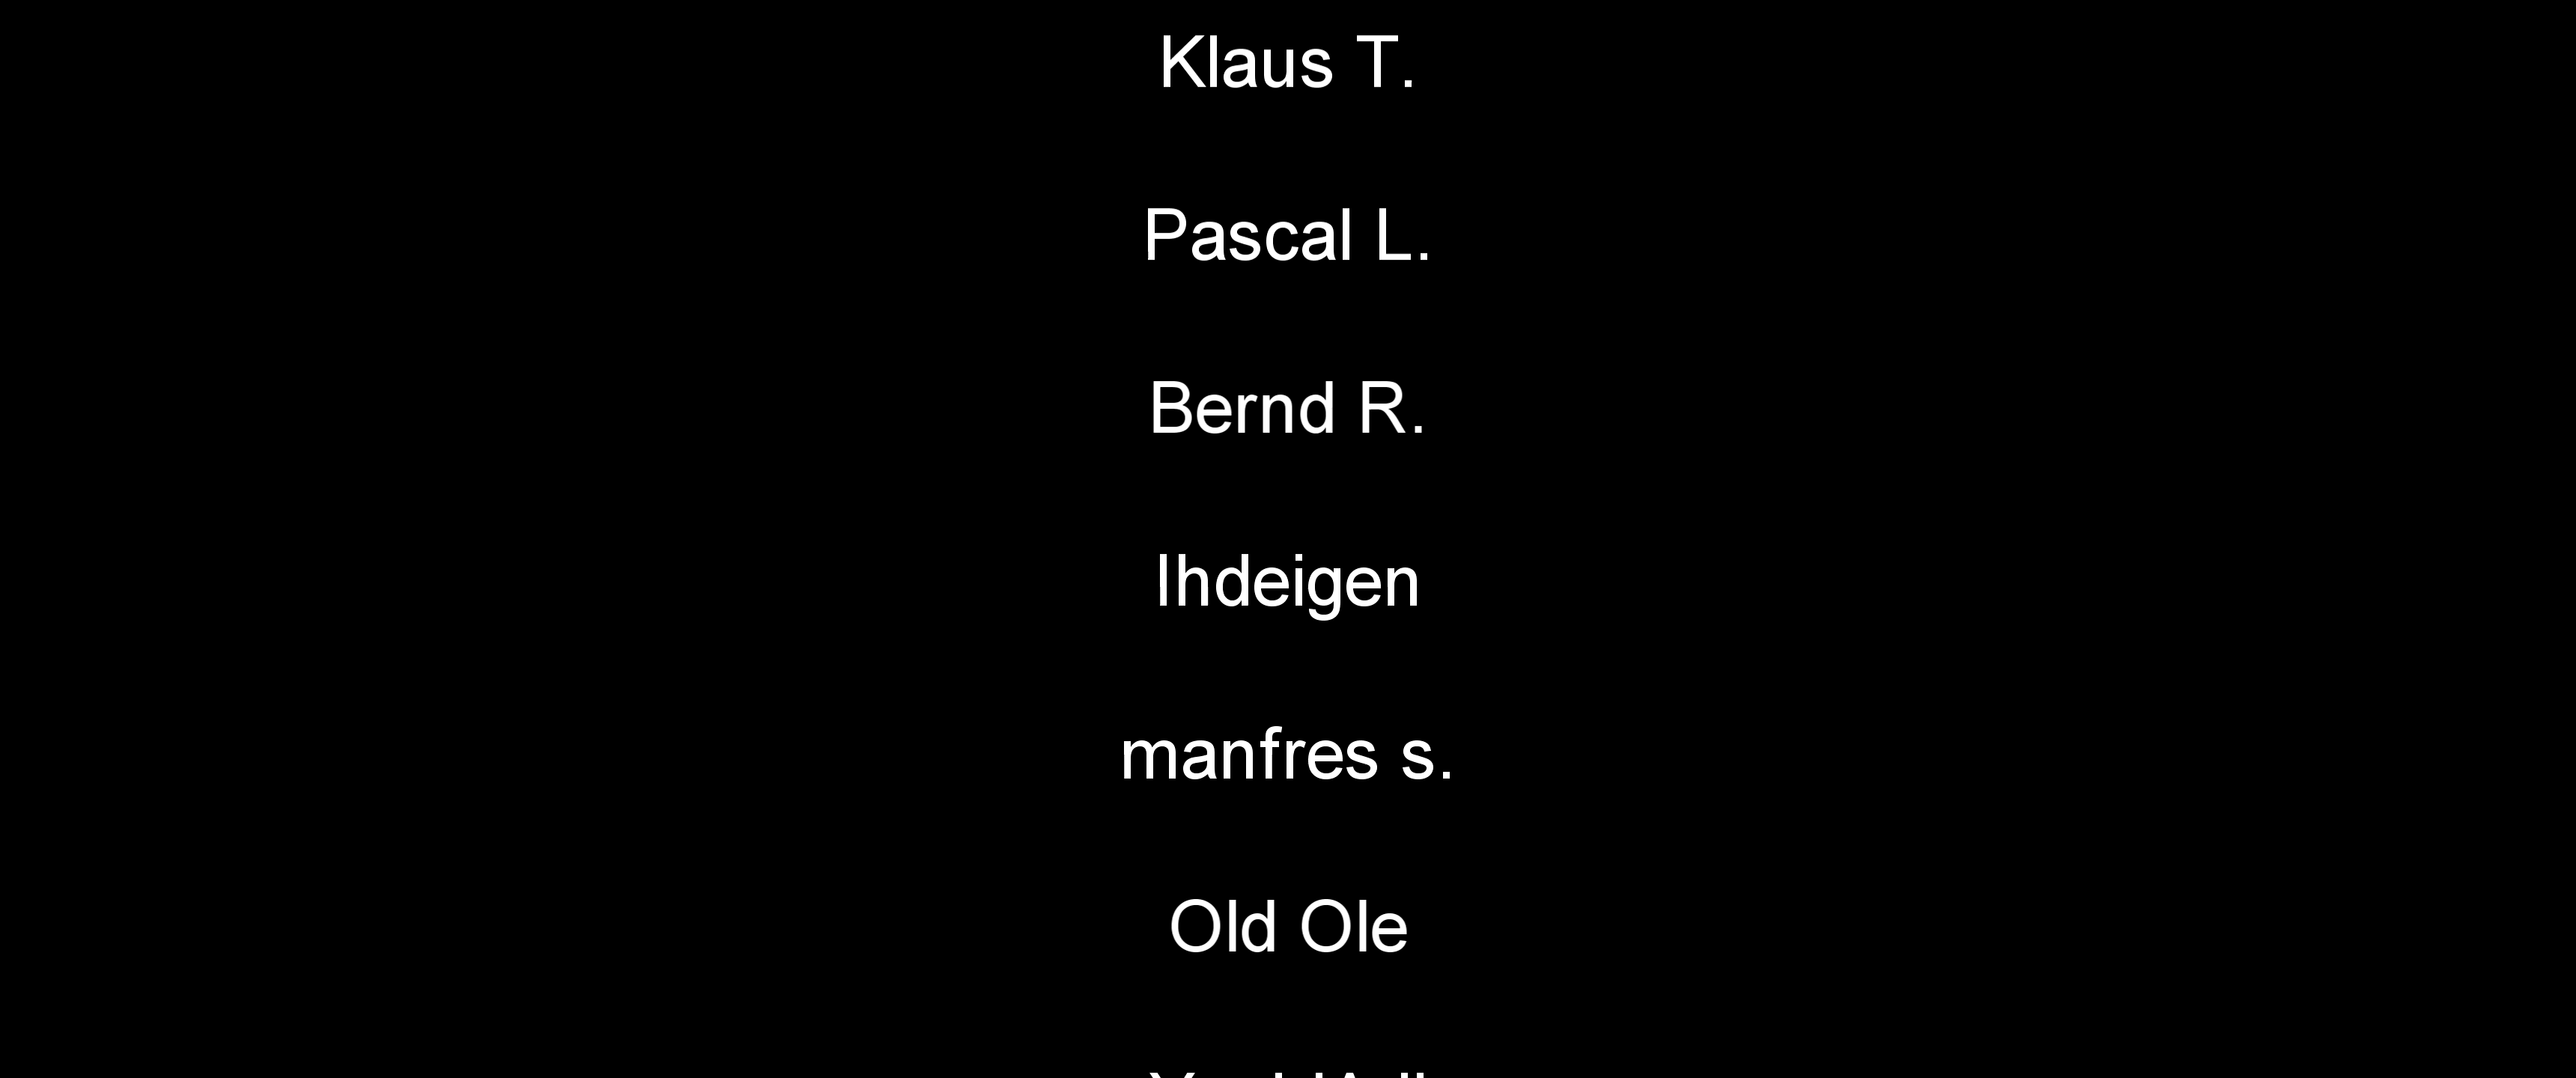 Klaus T.
Pascal L.
Bernd R.
Ihdeigen
manfres s.
Old Ole